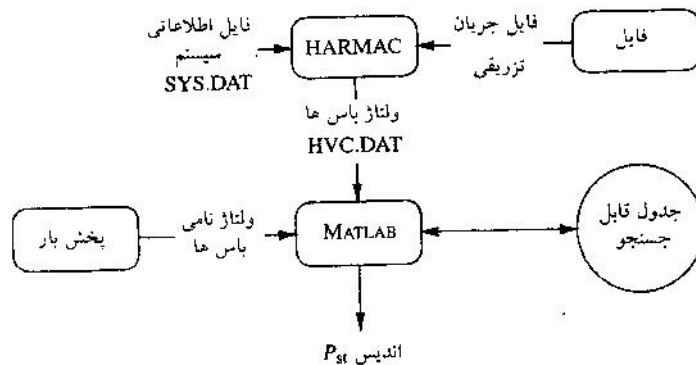 فایل اطلاعاتی
سیستم
SYS.DAT
HARMAC
فایل جریان
تزریقی
فایل
ولتاژ باس ها
HVC.DAT
پخش بار
ولتاژ نامی
باس ها
MATLAB
جدول قابل
جستجو
اندیس Pst